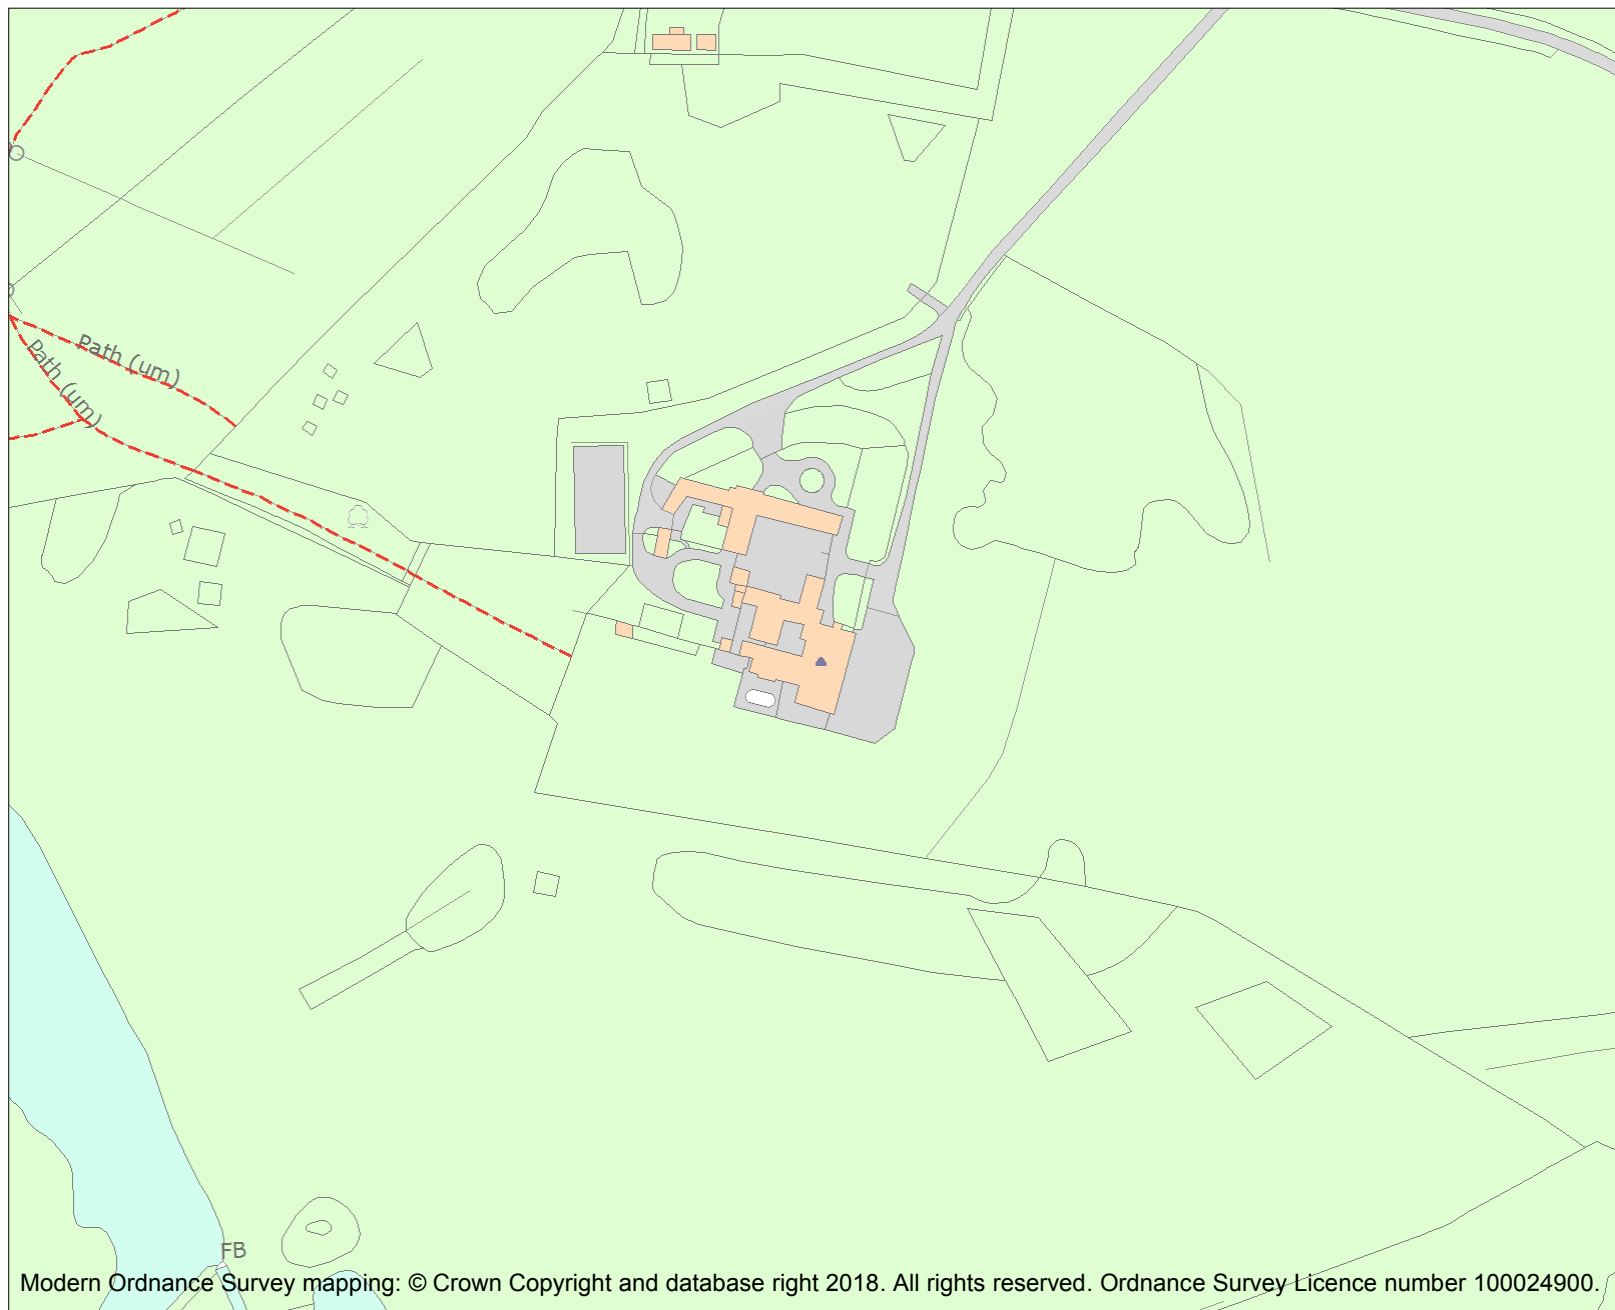 Path (um)
Path (um)
FB
Modern Ordnance Survey mapping: © Crown Copyright and database right 2018. All rights reserved. Ordnance Survey Licence number 100024900.